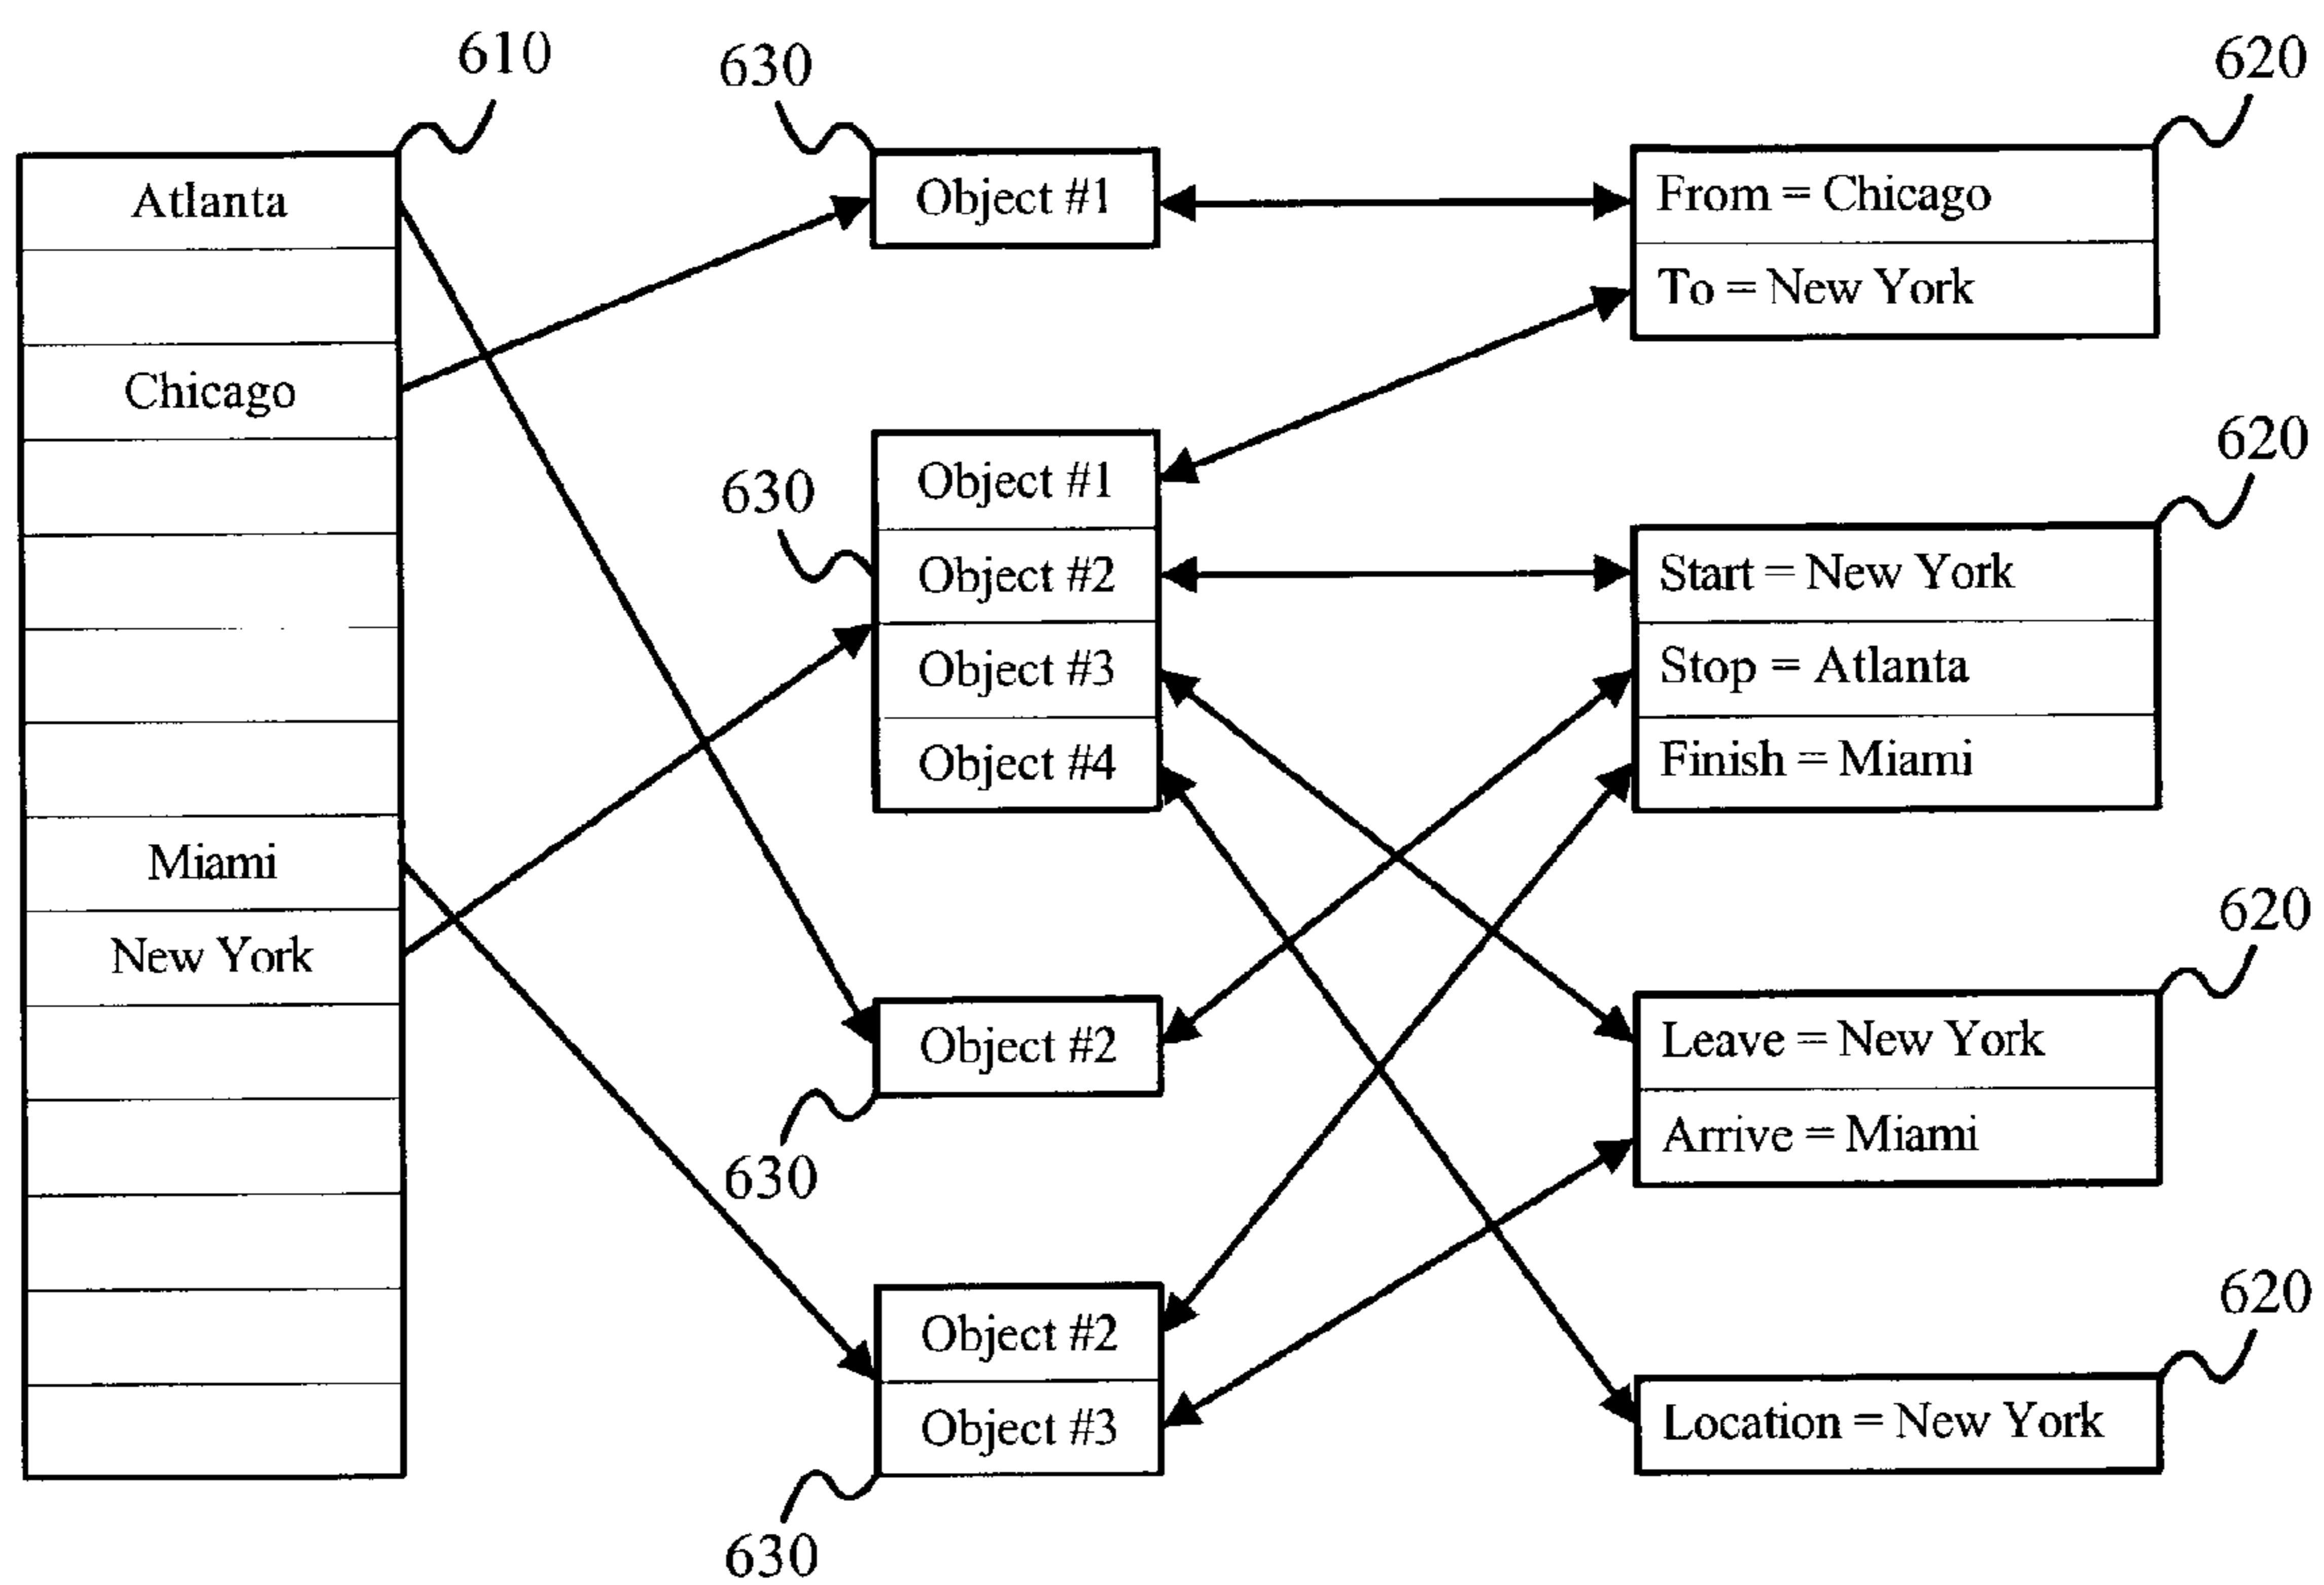 610
630
620
Atlanta
Chicago
Miami
New York
Object #1
630
Object #1
Object #2
Object #3
Object #4
Object #2
630
Object #2
Object #3
630
From = Chicago
To = New York
620
Start = New York
Stop = Atlanta
Finish = Miami
620
Leave = New York
Arrive = Miami
620
Location = New York